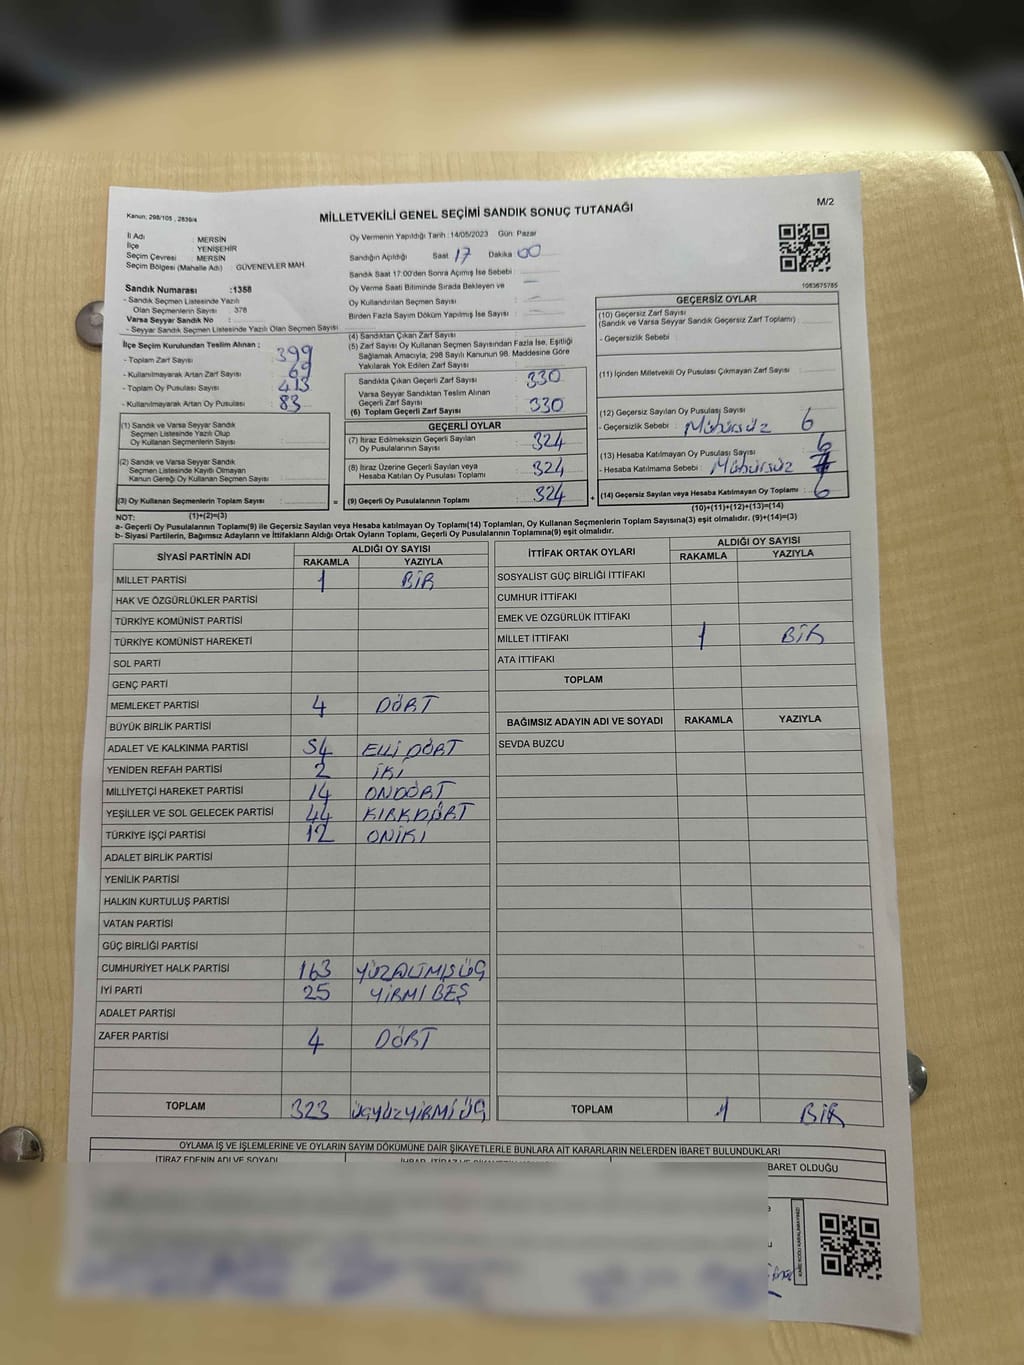 M/2
Kanun; 298/105 , 2839/4
MİLLETVEKİLİ GENEL SEÇİMİ SANDIK SONUÇ TUTANAĞI
İl Adı : MERSİN
İlçe : YENİŞEHİR
Seçim Çevresi : MERSİN
Seçim Bölgesi (Mahalle Adı) : GÜVENEVLER MAH.
Sandık Numarası :1358
- Sandık Seçmen Listesinde Yazılı
Olan Seçmenlerin Sayısı : 378
Varsa Seyyar Sandık No :
- Seyyar Sandık Seçmen Listesinde Yazılı Olan Seçmen Sayısı
İlçe Seçim Kurulundan Teslim Alınan ;
- Toplam Zarf Sayısı : 399
- Kullanılmayarak Artan Zarf Sayısı : 69
- Toplam Oy Pusulası Sayısı : 413
- Kullanılmayarak Artan Oy Pusulası : 83
(1) Sandık ve Varsa Seyyar Sandık
Seçmen Listesinde Yazılı Olup
Oy Kullanan Seçmenlerin Sayısı
(2) Sandık ve Varsa Seyyar Sandık
Seçmen Listesinde Kayıtlı Olmayan
Kanun Gereği Oy Kullanan Seçmen Sayısı
(3) Oy Kullanan Seçmenlerin Toplam Sayısı : =
(1)+(2)=(3)
Oy Vermenin Yapıldığı Tarih :14/05/2023 Gün: Pazar
Sandığın Açıldığı Saat 17 Dakika 00
Sandık Saat 17:00'den Sonra Açımış İse Sebebi :
Oy Verme Saati Bitiminde Sırada Bekleyen ve
Oy Kullandırılan Seçmen Sayısı :
Birden Fazla Sayım Döküm Yapılmış İse Sayısı :
(4) Sandıktan Çıkan Zarf Sayısı
(5) Zarf Sayısı Oy Kullanan Seçmen Sayısından Fazla İse, Eşitliği
Sağlamak Amacıyla, 298 Sayılı Kanunun 98. Maddesine Göre
Yakılarak Yok Edilen Zarf Sayısı :
Sandıkta Çıkan Geçerli Zarf Sayısı : 330
Varsa Seyyar Sandıktan Teslim Alınan
Geçerli Zarf Sayısı
(6) Toplam Geçerli Zarf Sayısı : 330
GEÇERLİ OYLAR
(7) İtiraz Edilmeksizin Geçerli Sayılan
Oy Pusulalarının Sayısı : 324
(8) İtiraz Üzerine Geçerli Sayılan veya
Hesaba Katılan Oy Pusulası Toplamı : 324
(9) Geçerli Oy Pusulalarının Toplamı : 324 +
1083675785
GEÇERSİZ OYLAR
(10) Geçersiz Zarf Sayısı
(Sandık ve Varsa Seyyar Sandık Geçersiz Zarf Toplamı) :
- Geçersizlik Sebebi :
(11) İçinden Milletvekili Oy Pusulası Çıkmayan Zarf Sayısı :
(12) Geçersiz Sayılan Oy Pusulası Sayısı
- Geçersizlik Sebebi : Mühürsüz 6
(13) Hesaba Katılmayan Oy Pusulası Sayısı 6
- Hesaba Katılmama Sebebi : Mühürsüz
(14) Geçersiz Sayılan veya Hesaba Katılmayan Oy Toplamı : 6
(10)+(11)+(12)+(13)=(14)
NOT:
a- Geçerli Oy Pusulalarının Toplamı(9) ile Geçersiz Sayılan veya Hesaba katılmayan Oy Toplamı(14) Toplamları, Oy Kullanan Seçmenlerin Toplam Sayısına(3) eşit olmalıdır. (9)+(14)=(3)
b- Siyasi Partilerin, Bağımsız Adayların ve İttifakların Aldığı Ortak Oyların Toplamı, Geçerli Oy Pusulalarının Toplamına(9) eşit olmalıdır.
SİYASİ PARTİNİN ADI ALDIĞI OY SAYISI
RAKAMLA YAZIYLA
MİLLET PARTİSİ 1 BİR
HAK VE ÖZGÜRLÜKLER PARTİSİ
TÜRKİYE KOMÜNİST PARTİSİ
TÜRKİYE KOMÜNİST HAREKETİ
SOL PARTİ
GENÇ PARTİ
MEMLEKET PARTİSİ 4 DÖRT
BÜYÜK BİRLİK PARTİSİ
ADALET VE KALKINMA PARTİSİ 54 ELLİ DÖRT
YENİDEN REFAH PARTİSİ 2 İKİ
MİLLİYETÇİ HAREKET PARTİSİ 14 ONDÖRT
YEŞİLLER VE SOL GELECEK PARTİSİ 44 KIRKDÖRT
TÜRKİYE İŞÇİ PARTİSİ 12 ONİKİ
ADALET BİRLİK PARTİSİ
YENİLİK PARTİSİ
HALKIN KURTULUŞ PARTİSİ
VATAN PARTİSİ
GÜÇ BİRLİĞİ PARTİSİ
CUMHURİYET HALK PARTİSİ 163 YÜZALTMIŞÜÇ
İYİ PARTİ 25 YİRMİ BEŞ
ADALET PARTİSİ
ZAFER PARTİSİ 4 DÖRT
TOPLAM 323 ÜÇYÜZYİRMİÜÇ
İTTİFAK ORTAK OYLARI ALDIĞI OY SAYISI
RAKAMLA YAZIYLA
SOSYALİST GÜÇ BİRLİĞİ İTTİFAKI
CUMHUR İTTİFAKI
EMEK VE ÖZGÜRLÜK İTTİFAKI
MİLLET İTTİFAKI 1 BİR
ATA İTTİFAKI
TOPLAM
BAĞIMSIZ ADAYIN ADI VE SOYADI RAKAMLA YAZIYLA
SEVDA BUZCU
TOPLAM 1 BİR
OYLAMA İŞ VE İŞLEMLERİNE VE OYLARIN SAYIM DÖKÜMÜNE DAİR ŞİKAYETLERLE BUNLARA AİT KARARLARIN NELERDEN İBARET BULUNDUKLARI
İTİRAZ EDENİN ADI VE SOYADI
BARET OLDUĞU